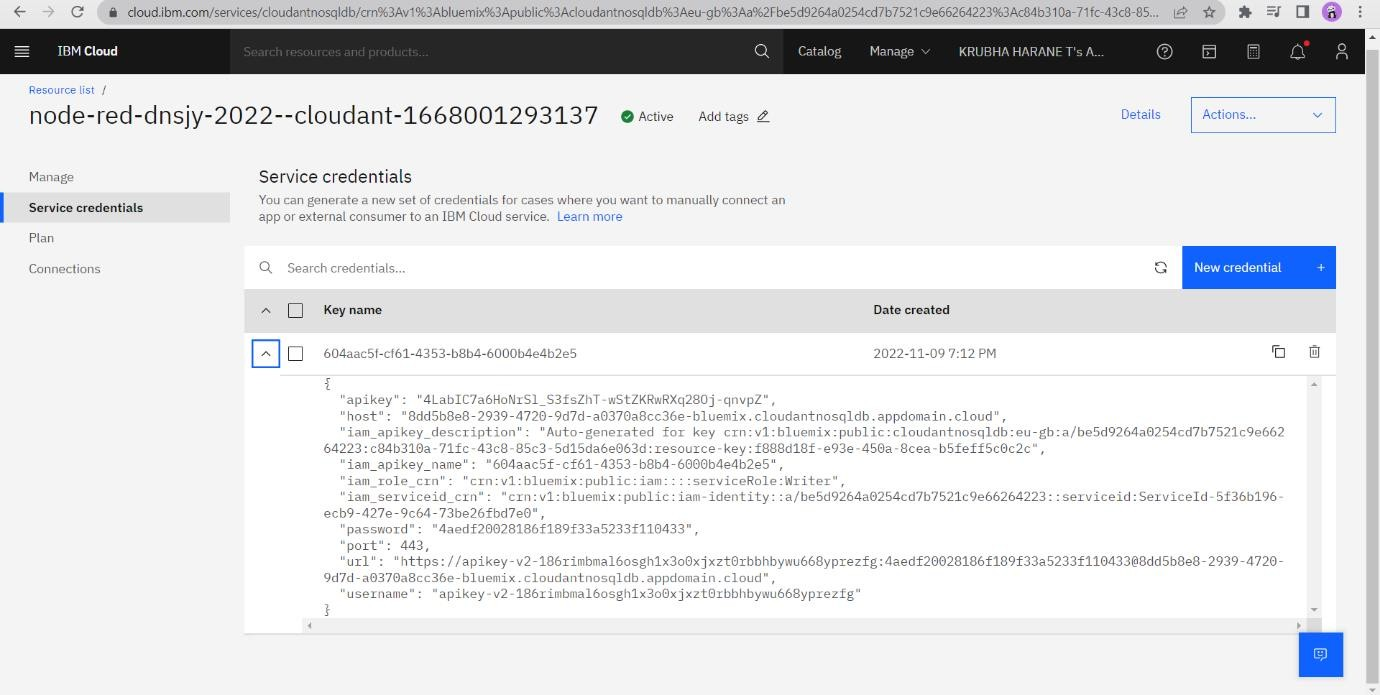 cloud.ibm.com/services/cloudantnosqldb/crn%3Av1%3Abluemix%3Apublic%3Acloudantnosqldb%3Aeu-gb%3Aa%2Fbe5d9264a0254cd7b7521c9e66264223%3Ac84b310a-71fc-43c8-85...
IBM Cloud
Search resources and products...
Catalog
Manage
KRUBHA HARANE T's A...
Resource list /
node-red-dnsjy-2022--cloudant-1668001293137
Active
Add tags
Details
Actions...
Manage
Service credentials
Plan
Connections
Service credentials
You can generate a new set of credentials for cases where you want to manually connect an
app or external consumer to an IBM Cloud service. Learn more
Search credentials...
New credential +
Key name
Date created
604aac5f-cf61-4353-b8b4-6000b4e4b2e5
2022-11-09 7:12 PM
{
"apikey": "4LabIC7a6HoNrSl_S3fsZhT-wStZKRwRXq28Oj-qnvpZ",
"host": "8dd5b8e8-2939-4720-9d7d-a0370a8cc36e-bluemix.cloudantnosqldb.appdomain.cloud",
"iam_apikey_description": "Auto-generated for key crn:v1:bluemix:public:cloudantnosqldb:eu-gb:a/be5d9264a0254cd7b7521c9e662
64223:c84b310a-71fc-43c8-85c3-5d15da6e063d:resource-key:f888d18f-e93e-450a-8cea-b5feff5c0c2c",
"iam_apikey_name": "604aac5f-cf61-4353-b8b4-6000b4e4b2e5",
"iam_role_crn": "crn:v1:bluemix:public:iam::::serviceRole:Writer",
"iam_serviceid_crn": "crn:v1:bluemix:public:iam-identity::a/be5d9264a0254cd7b7521c9e66264223::serviceid:ServiceId-5f36b196-
ecb9-427e-9c64-73be26fbd7e0",
"password": "4aedf20028186f189f33a5233f110433",
"port": 443,
"url": "https://apikey-v2-186rimbmal6osgh1x3o0xjxzt0rbbhbywu668yprezfg:4aedf20028186f189f33a5233f110433@8dd5b8e8-2939-4720-
9d7d-a0370a8cc36e-bluemix.cloudantnosqldb.appdomain.cloud",
"username": "apikey-v2-186rimbmal6osgh1x3o0xjxzt0rbbhbywu668yprezfg"
}